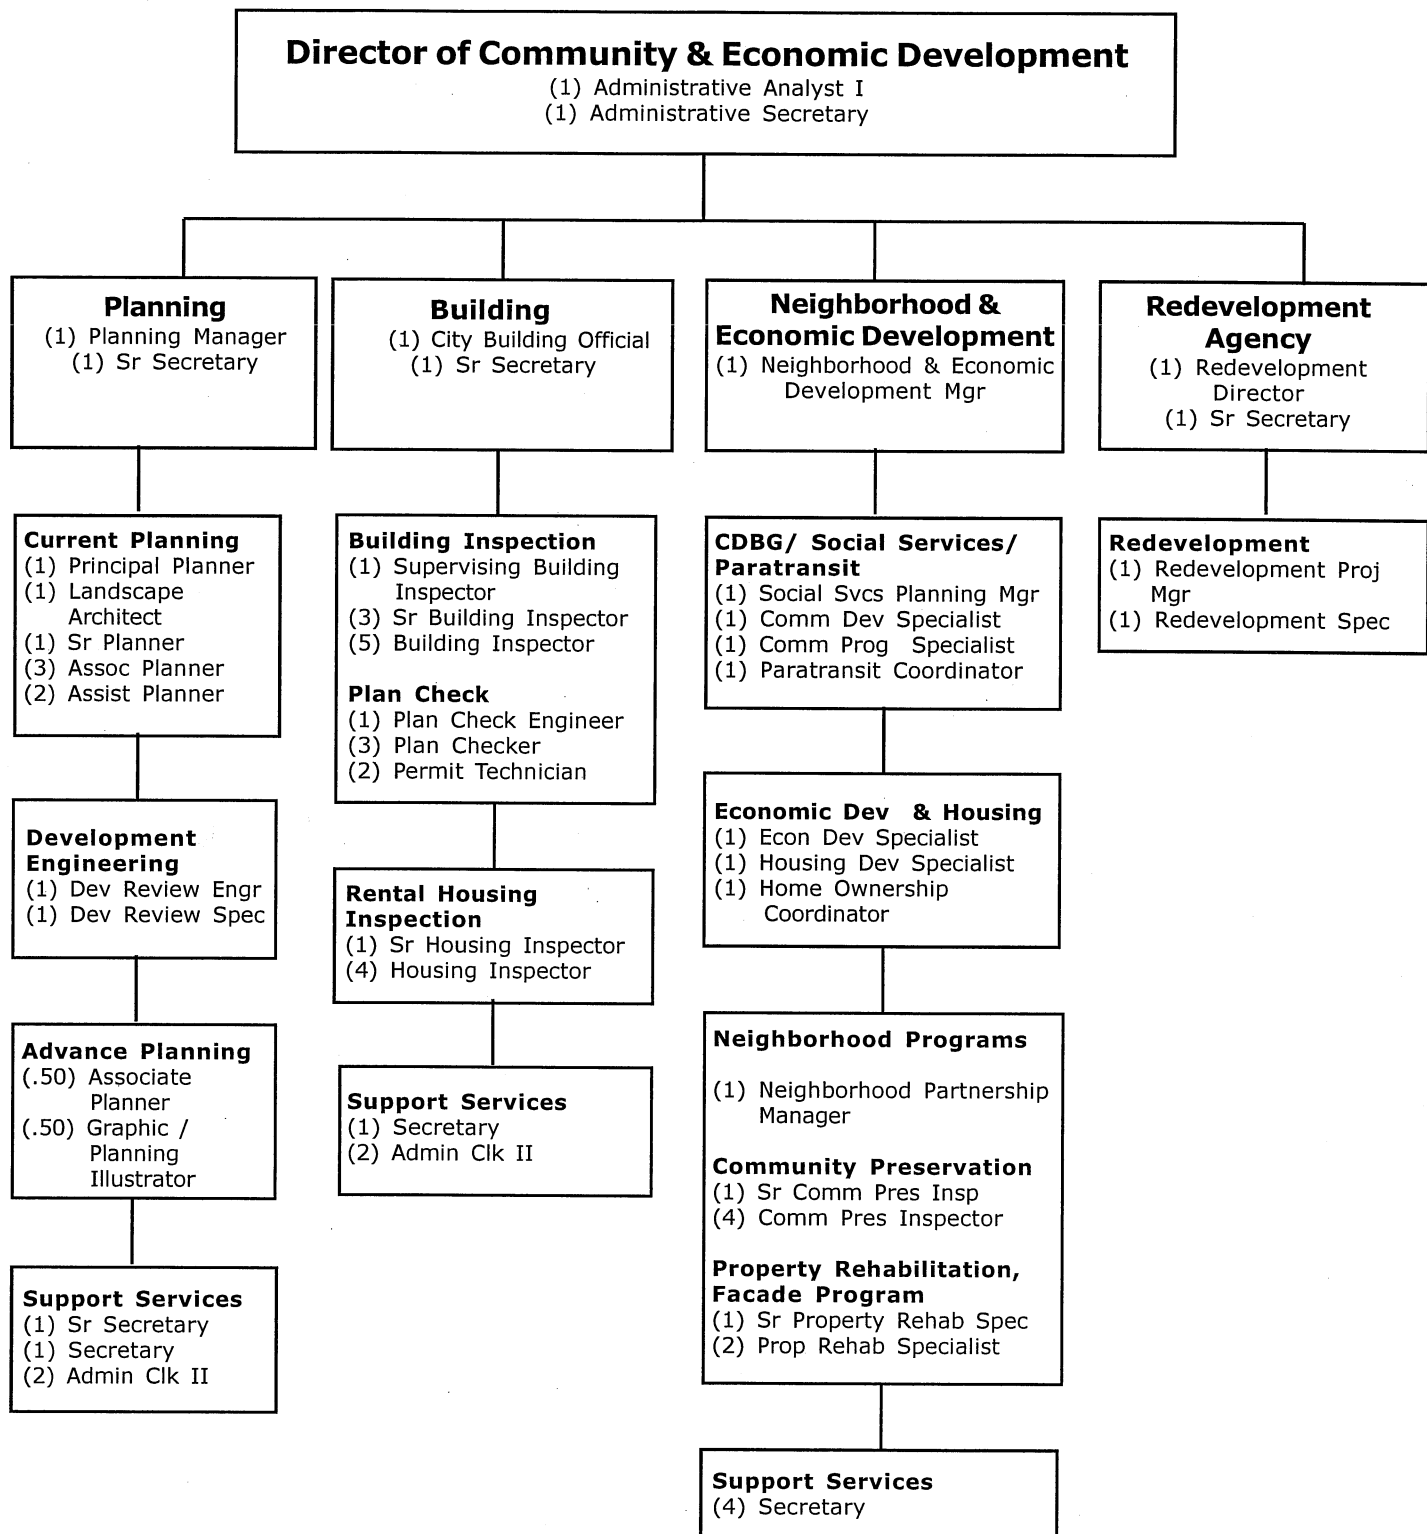 Director of Community & Economic Development
(1) Administrative Analyst I
(1) Administrative Secretary
Planning
(1) Planning Manager
(1) Sr Secretary
Building
(1) City Building Official
(1) Sr Secretary
Neighborhood &
Economic Development
(1) Neighborhood & Economic
Development Mgr
Redevelopment
Agency
(1) Redevelopment
Director
(1) Sr Secretary
Current Planning
(1) Principal Planner
(1) Landscape
Architect
(1) Sr Planner
(3) Assoc Planner
(2) Assist Planner
Development
Engineering
(1) Dev Review Engr
(1) Dev Review Spec
Advance Planning
(.50) Associate
Planner
(.50) Graphic /
Planning
Illustrator
Support Services
(1) Sr Secretary
(1) Secretary
(2) Admin Clk II
Building Inspection
(1) Supervising Building
Inspector
(3) Sr Building Inspector
(5) Building Inspector
Plan Check
(1) Plan Check Engineer
(3) Plan Checker
(2) Permit Technician
Rental Housing
Inspection
(1) Sr Housing Inspector
(4) Housing Inspector
Support Services
(1) Secretary
(2) Admin Clk II
CDBG/ Social Services/
Paratransit
(1) Social Svcs Planning Mgr
(1) Comm Dev Specialist
(1) Comm Prog Specialist
(1) Paratransit Coordinator
Economic Dev & Housing
(1) Econ Dev Specialist
(1) Housing Dev Specialist
(1) Home Ownership
Coordinator
Neighborhood Programs
(1) Neighborhood Partnership
Manager
Community Preservation
(1) Sr Comm Pres Insp
(4) Comm Pres Inspector
Property Rehabilitation,
Facade Program
(1) Sr Property Rehab Spec
(2) Prop Rehab Specialist
Support Services
(4) Secretary
Redevelopment
(1) Redevelopment Proj
Mgr
(1) Redevelopment Spec